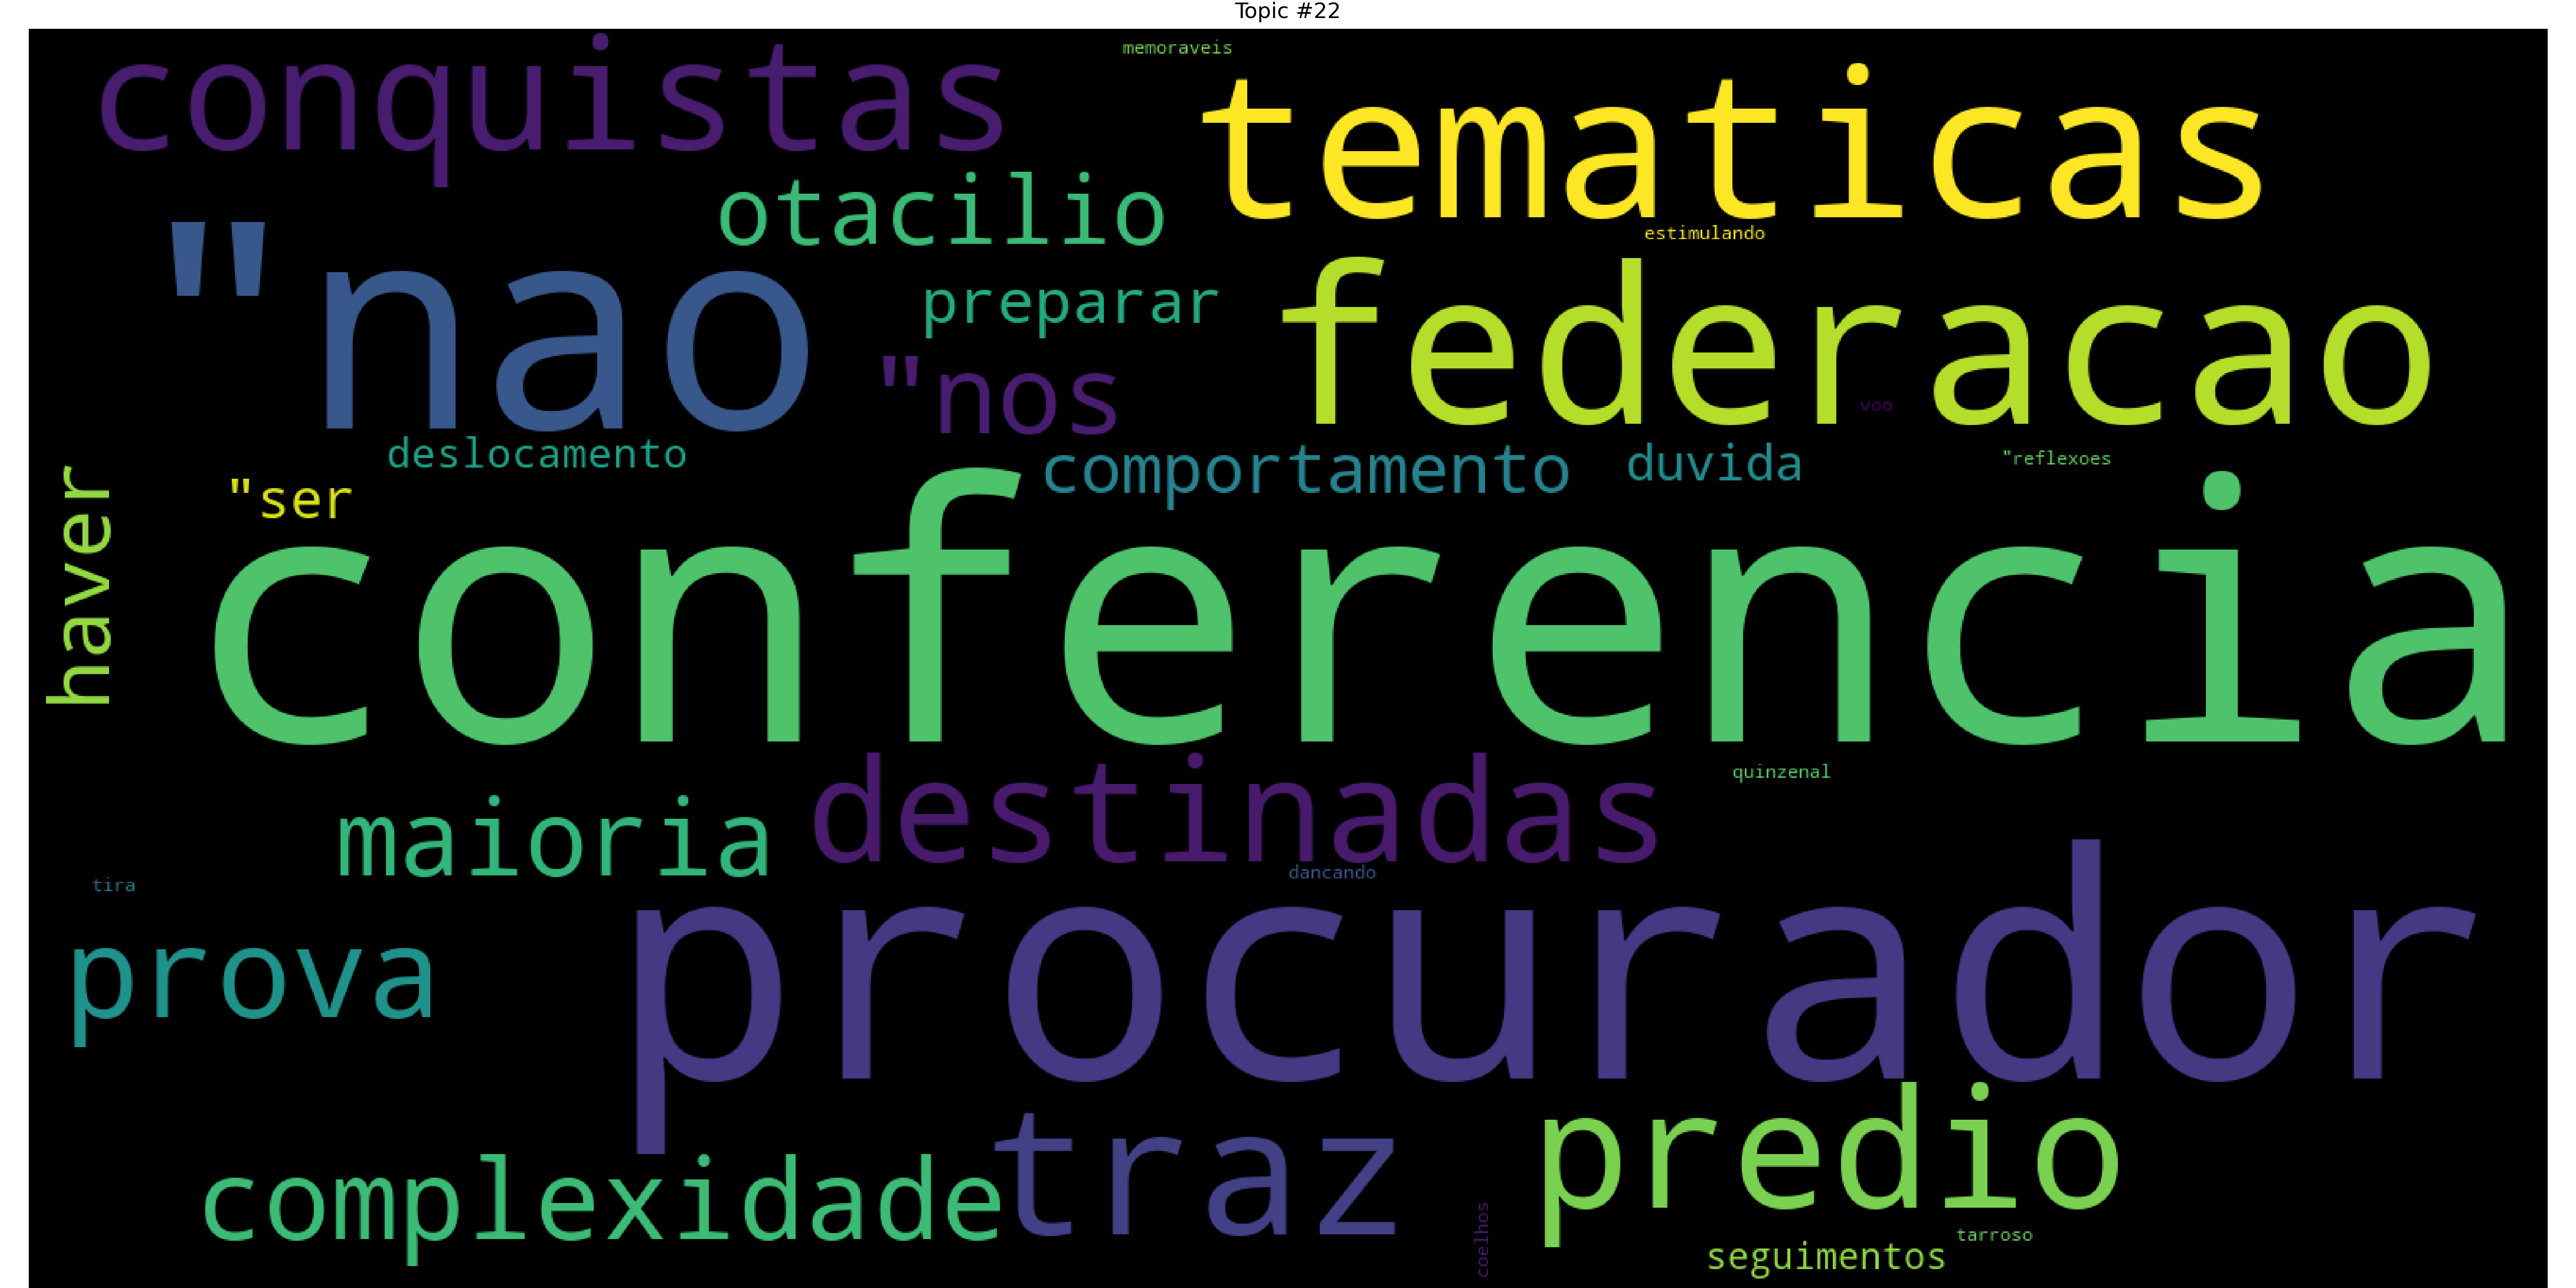 Topic #22
memoraveis
conquistas
tematicas
otacilio
estimulando
"nao
preparar
federacao
"nos
voo
deslocamento
comportamento
duvida
"reflexoes
"ser
haver
conferencia
quinzenal
destinadas
maioria
dancando
tira
prova
procurador
traz
predio
complexidade
coelhos
tarroso
seguimentos